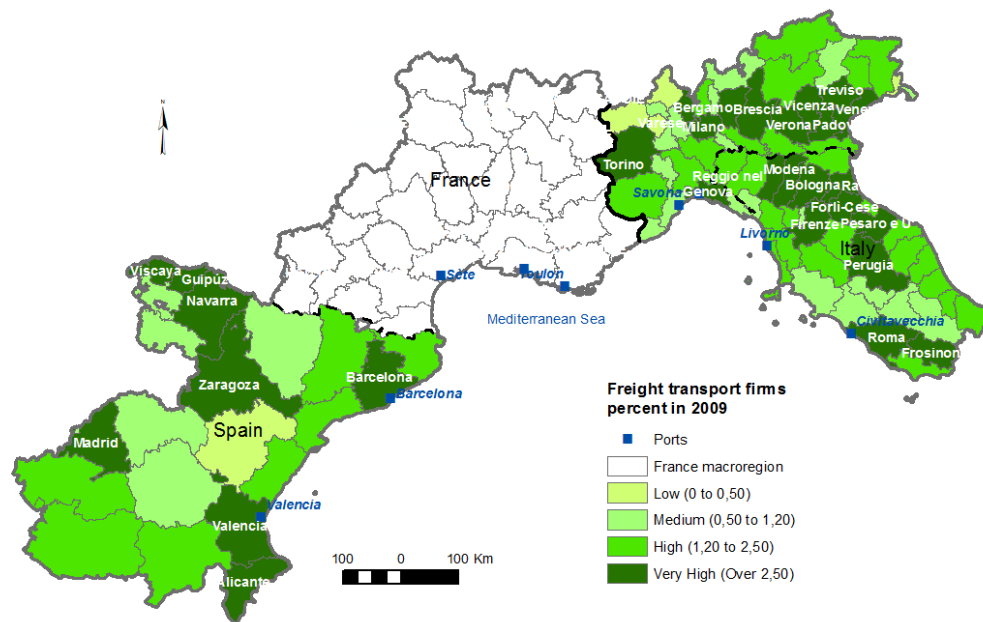 N
Treviso
Bergamo
Brescia
Vicenza
Vene
Varese
Milano
Verona
Padov
Torino
Modena
Reggio nel
France
Bologna
Ra
Savona
Genova
Forli-Cese
Firenze
Pesaro e U
Livorno
Italy
Viscaya
Sète
Toulon
Guipúz
Perugia
Navarra
Mediterranean Sea
Civitavecchia
Roma
Frosinon
Barcelona
Zaragoza
Barcelona
Freight transport firms
percent in 2009
Madrid
Spain
Ports
France macroregion
Low (0 to 0,50)
Valencia
Medium (0,50 to 1,20)
Valencia
High (1,20 to 2,50)
100 0 100 Km
Very High (Over 2,50)
Alicante